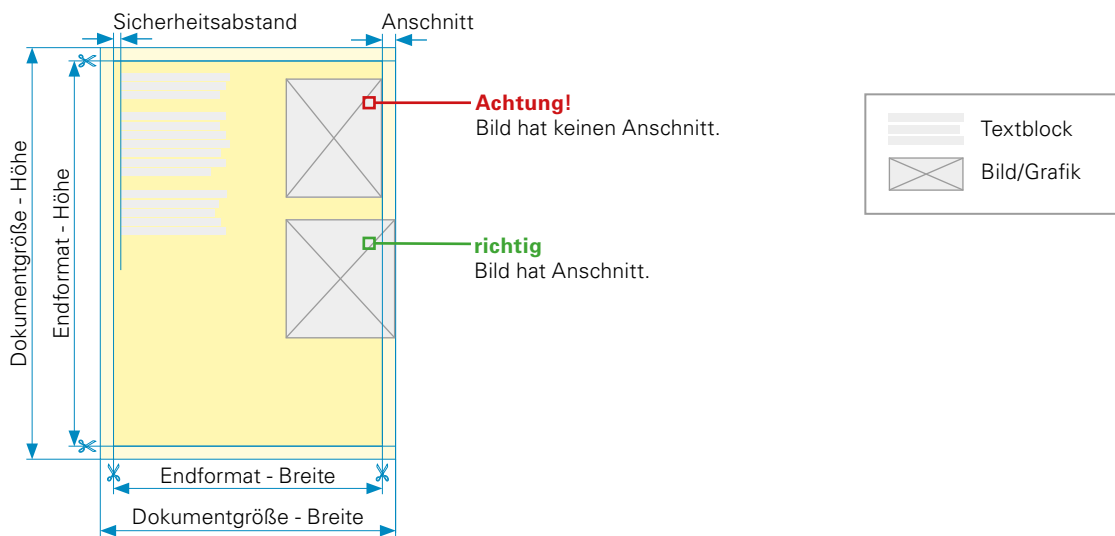 Sicherheitsabstand
Anschnitt
Achtung!
Bild hat keinen Anschnitt.
Textblock
Bild/Grafik
richtig
Bild hat Anschnitt.
Dokumentgröße - Höhe
Endformat - Höhe
Endformat - Breite
Dokumentgröße - Breite